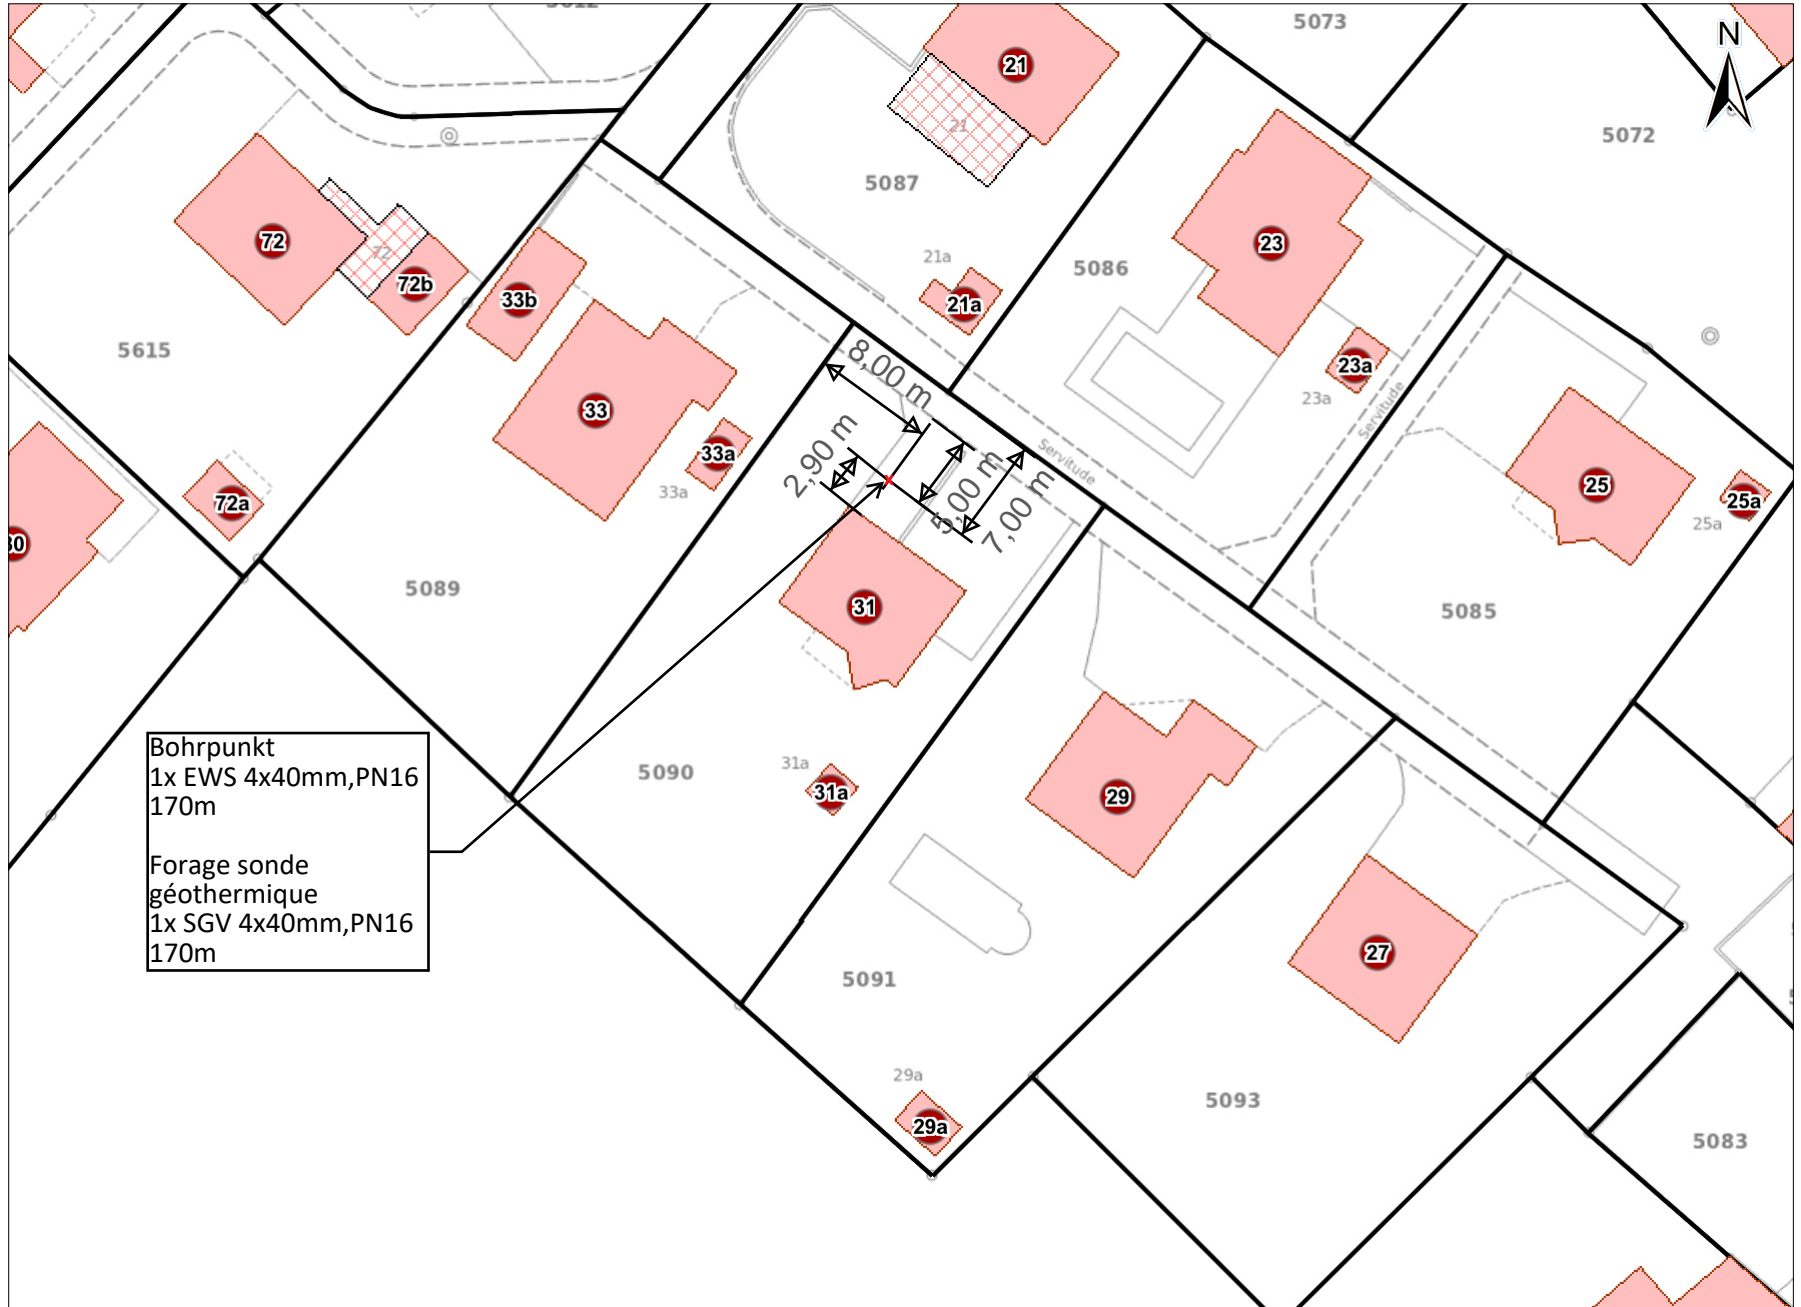 5073
N
21
5072
21
5087
23
72
72
72b
33b
21a
21a
5086
5615
8,00 m
23a
23a
Servitude
33
2,90 m
33a
33a
Servitude
5,00 m
7,00 m
25
25a
25a
72a
5089
31
5085
5090
31a
31a
29
Bohrpunkt
1x EWS 4x40mm,PN16
170m
Forage sonde
géothermique
1x SGV 4x40mm,PN16
170m
27
5091
29a
29a
5093
5083